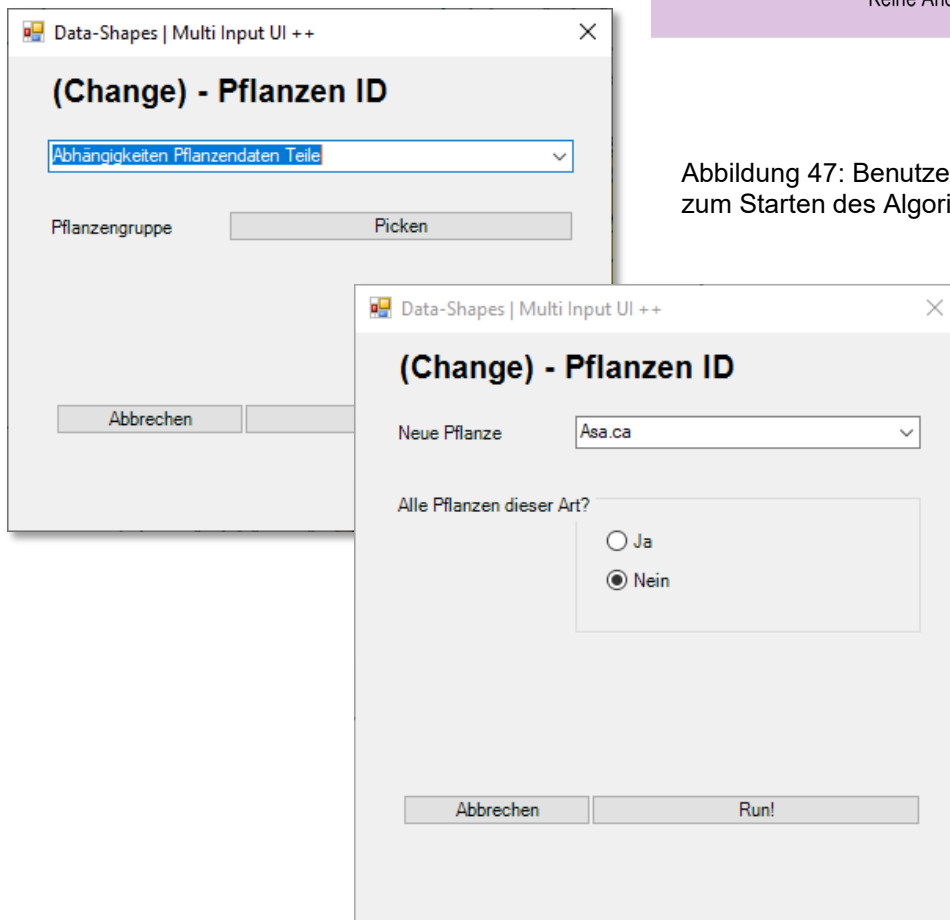 Keine
Data-Shapes | Multi Input UI ++
(Change) - Pflanzen ID
Abhängigkeiten Pflanzendaten Teile
Pflanzengruppe Picken
Abbrechen
Abbildung 47:
zum Starten des
Data-Shapes | Multi Input UI ++
(Change) - Pflanzen ID
Neue Pflanze Asa.ca
Alle Pflanzen dieser Art?
Ja
Nein
Abbrechen Run!